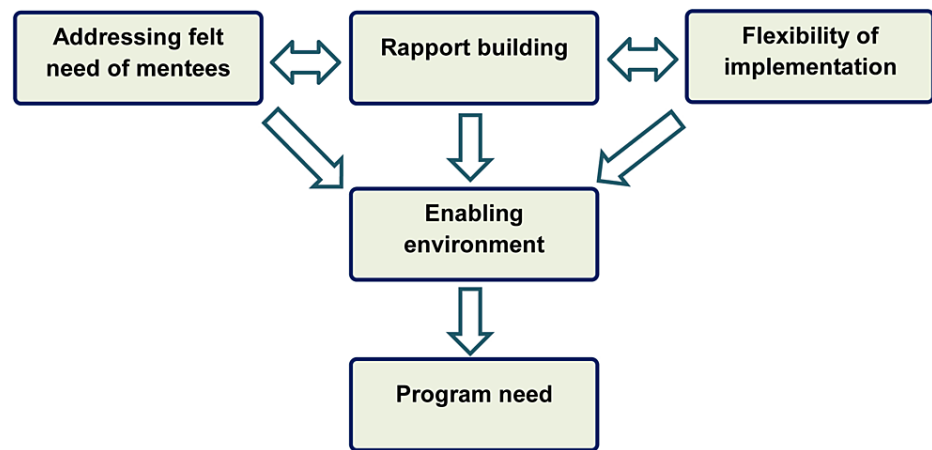 Addressing felt
need of mentees
Rapport building
Flexibility of
implementation
Enabling
environment
Program need